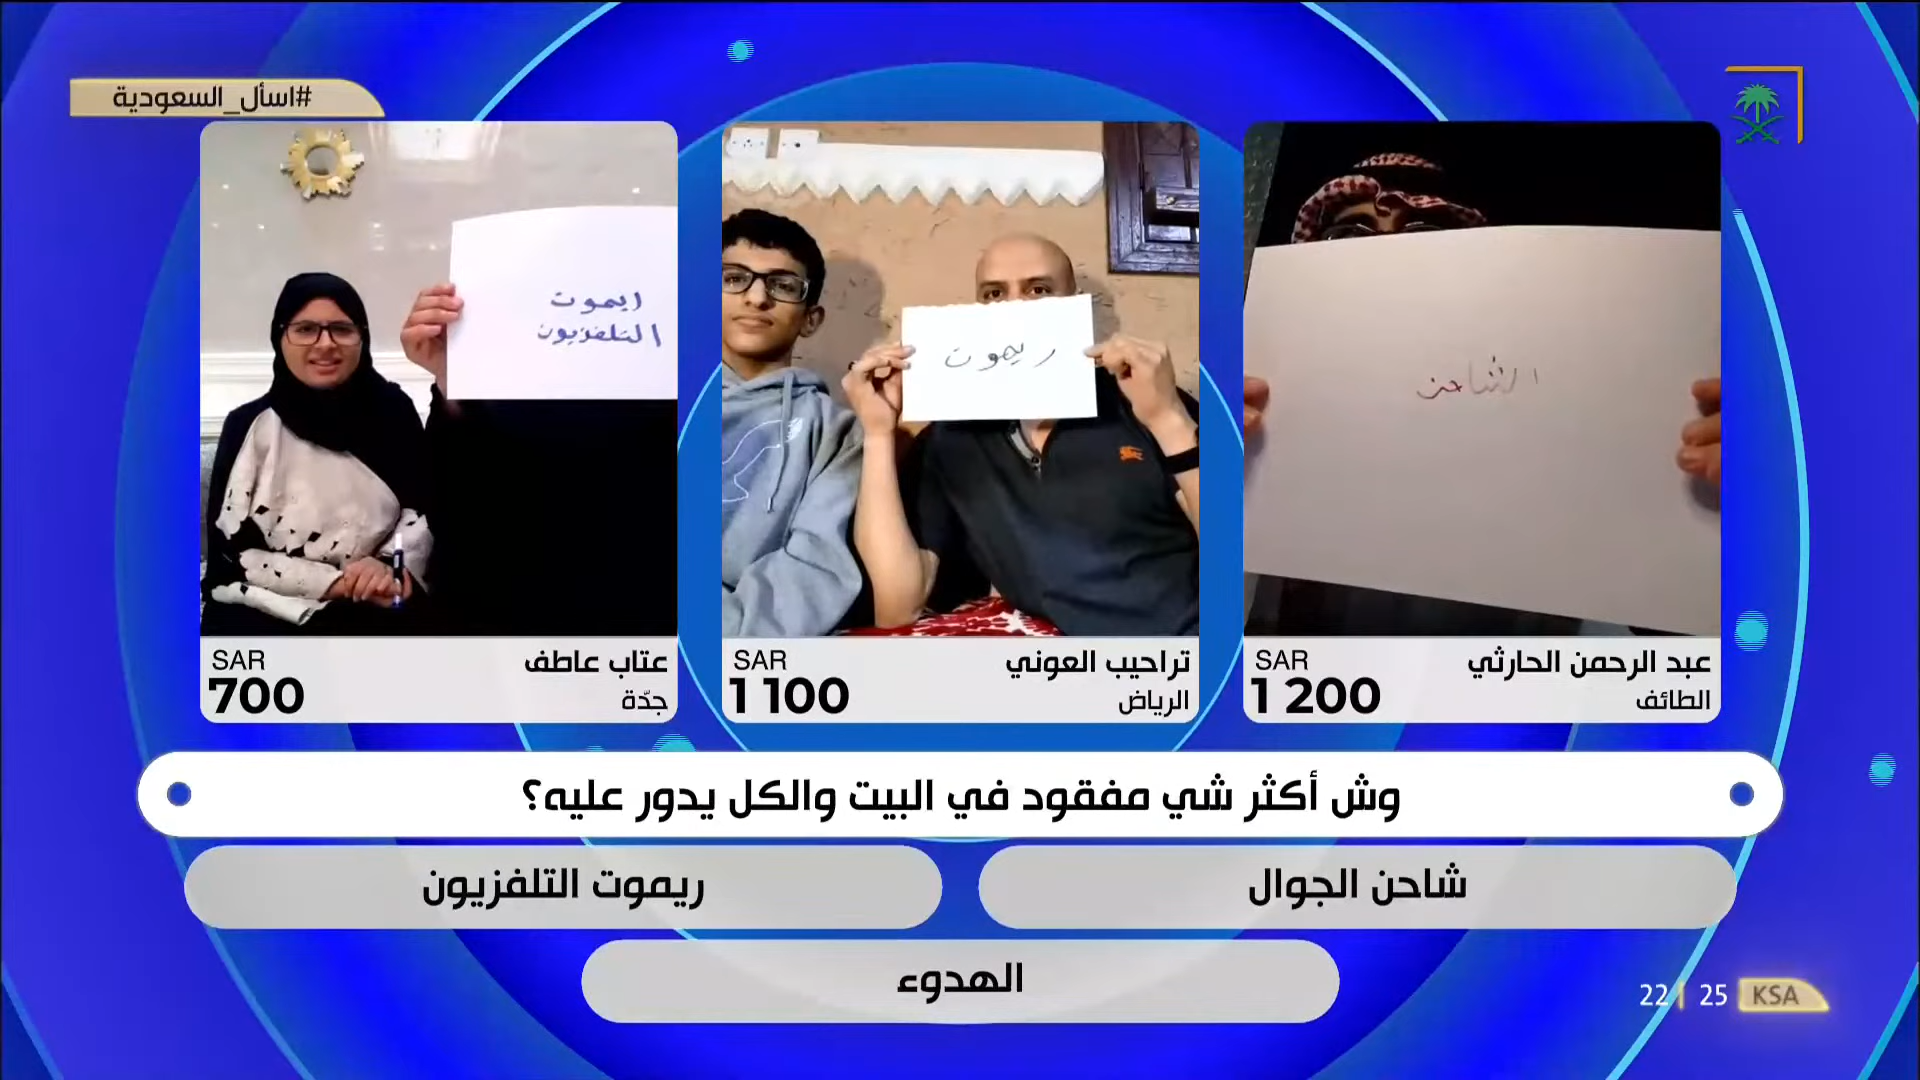 #اسأل_السعودية
عبد الرحمن الحارثي
الطائف
SAR
1 200
الشاحن
تراحيب العوني
الرياض
SAR
1 100
ريموت
عتاب عاطف
جدّة
SAR
700
ريموت
التلفزيون
وش أكثر شي مفقود في البيت والكل يدور عليه؟
شاحن الجوال
ريموت التلفزيون
الهدوء
22 25 KSA